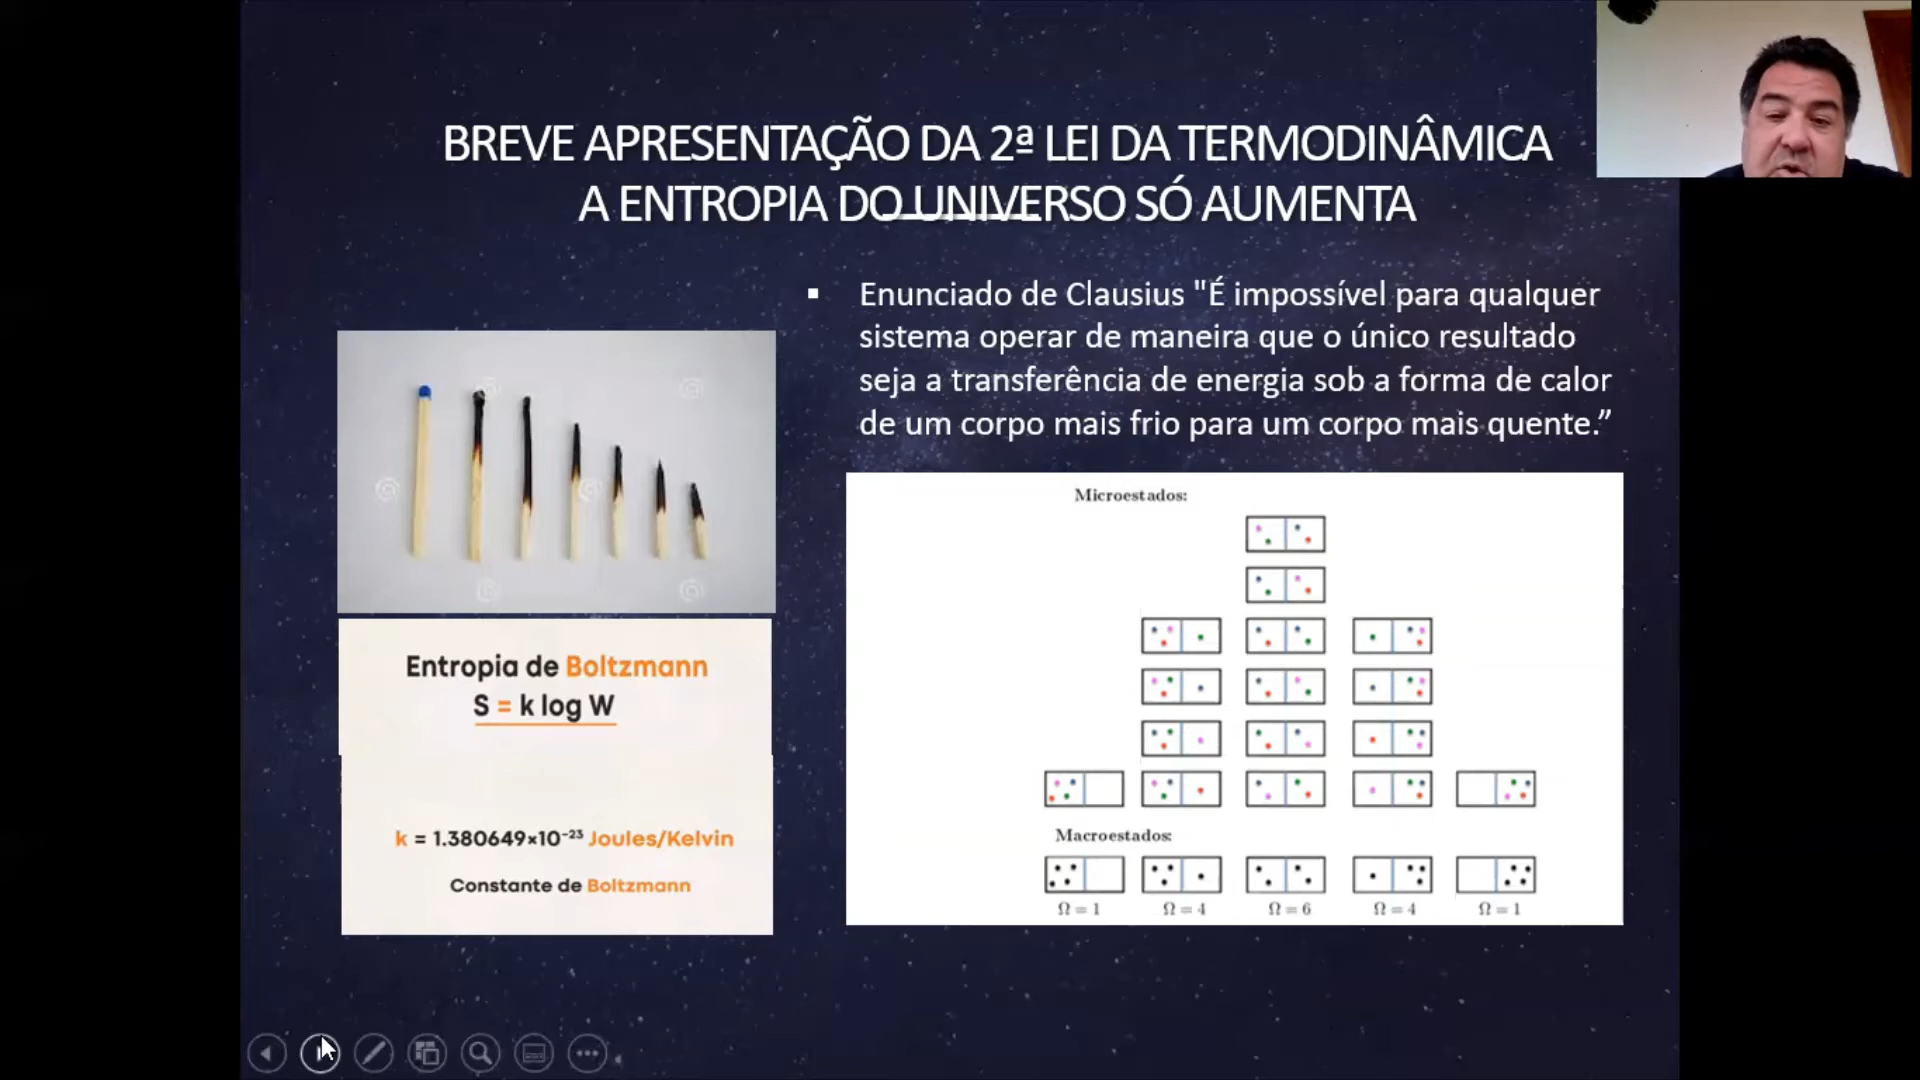 BREVE APRESENTAÇÃO DA 2ª LEI DA TERMODINÂMICA
A ENTROPIA DO UNIVERSO SÓ AUMENTA
▪ Enunciado de Clausius "É impossível para qualquer
sistema operar de maneira que o único resultado
seja a transferência de energia sob a forma de calor
de um corpo mais frio para um corpo mais quente.”
Entropia de Boltzmann
S = k log W
k = 1.380649×10⁻²³ Joules/Kelvin
Constante de Boltzmann
Microestados:
Macroestados:
Ω = 1 Ω = 4 Ω = 6 Ω = 4 Ω = 1